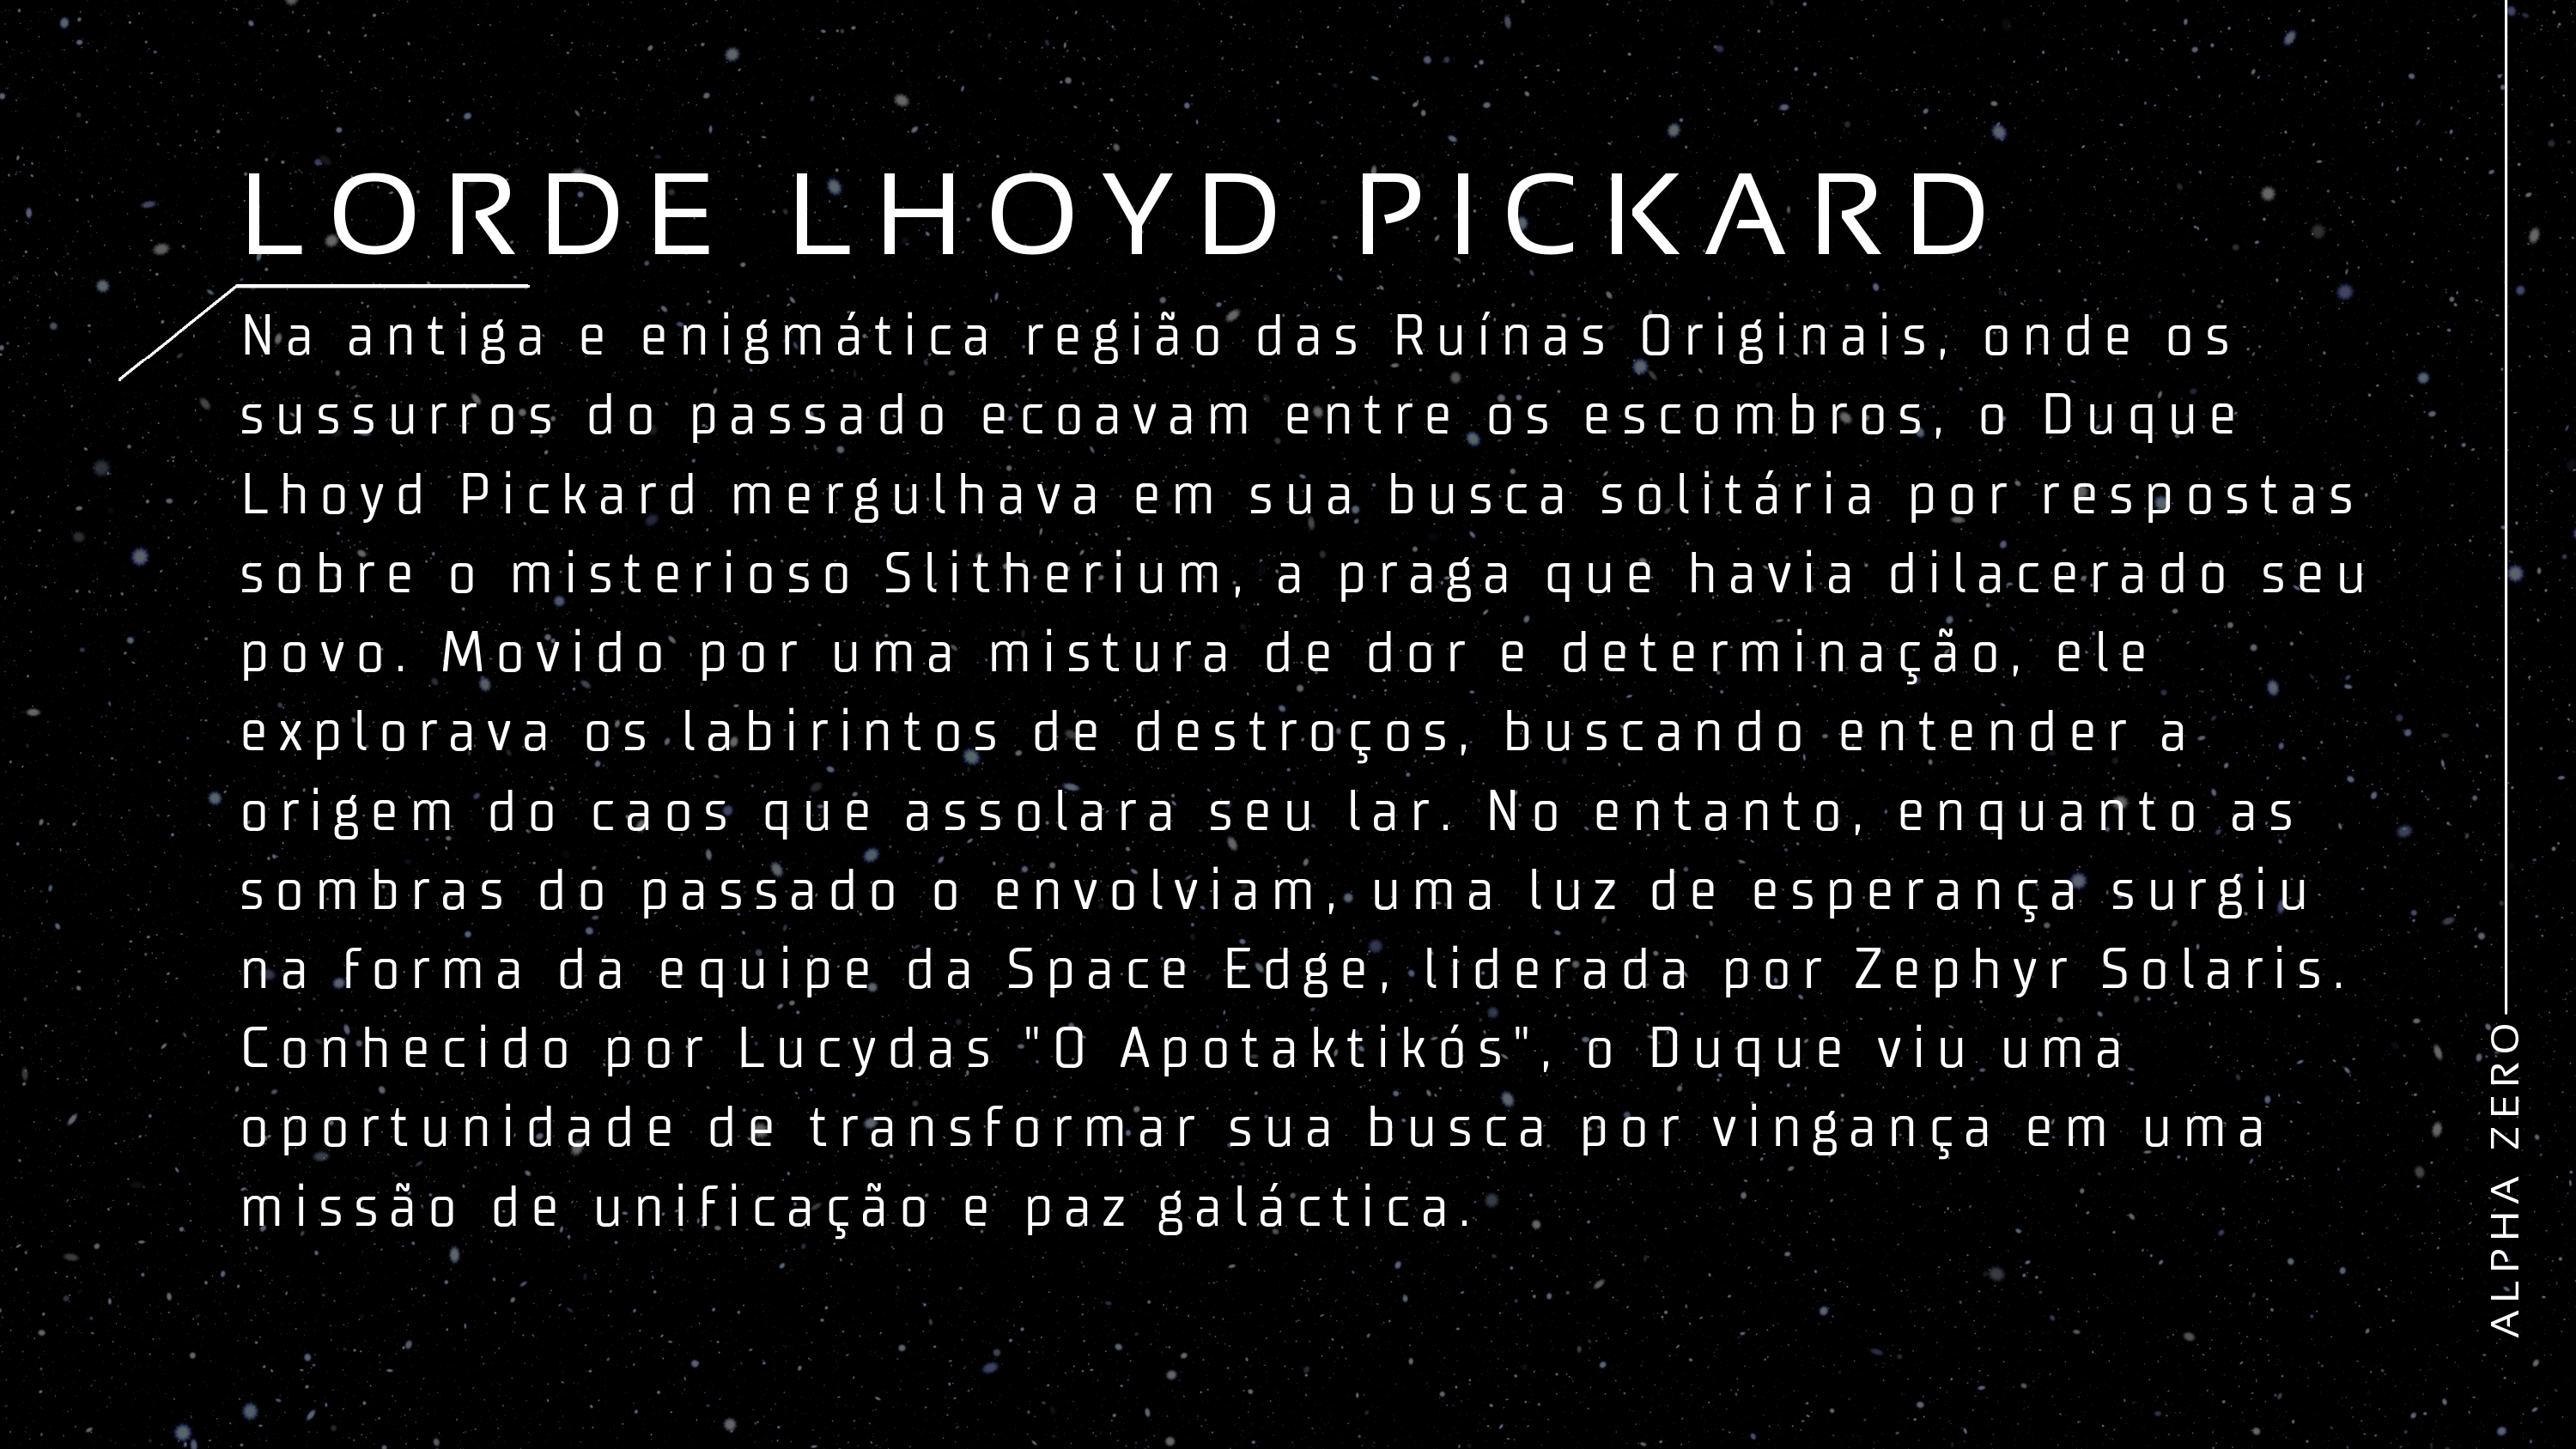 LORDE LHOYD PICKARD
Na antiga e enigmática região das Ruínas Originais, onde os
sussurros do passado ecoavam entre os escombros, o Duque
Lhoyd Pickard mergulhava em sua busca solitária por respostas
sobre o misterioso Slitherium, a praga que havia dilacerado seu
povo. Movido por uma mistura de dor e determinação, ele
explorava os labirintos de destroços, buscando entender a
origem do caos que assolara seu lar. No entanto, enquanto as
sombras do passado o envolviam, uma luz de esperança surgiu
na forma da equipe da Space Edge, liderada por Zephyr Solaris.
Conhecido por Lucydas "O Apotaktikós", o Duque viu uma
oportunidade de transformar sua busca por vingança em uma
missão de unificação e paz galáctica.
ALPHA ZERO